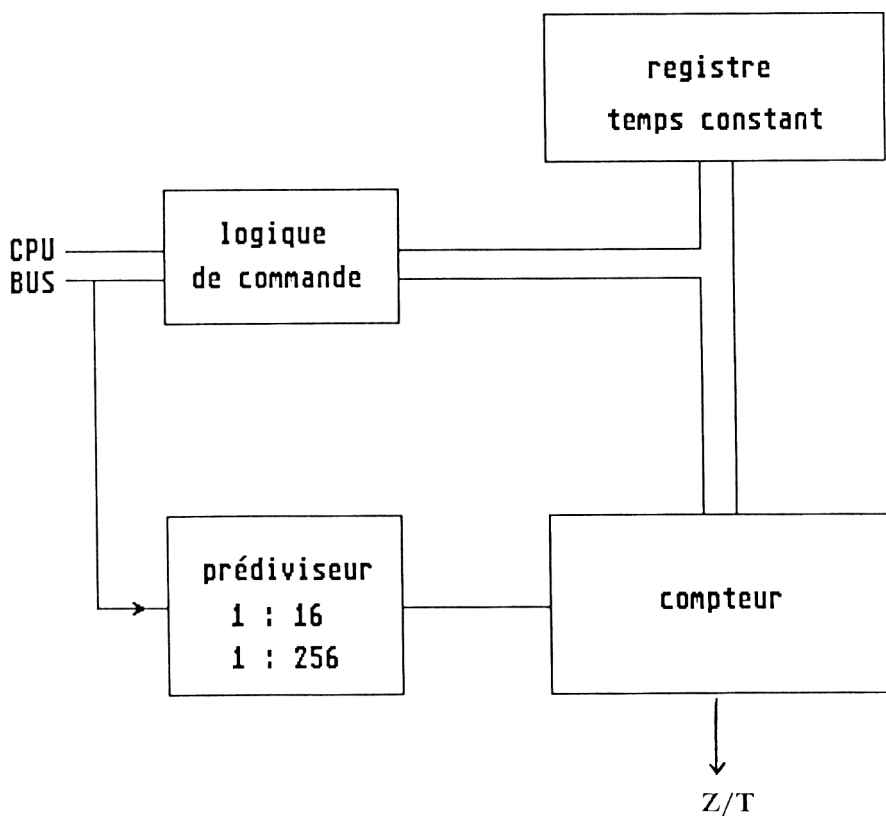 registre
temps constant
logique
de commande
CPU
BUS
prédiviseur
1 : 16
1 : 256
compteur
Z/T